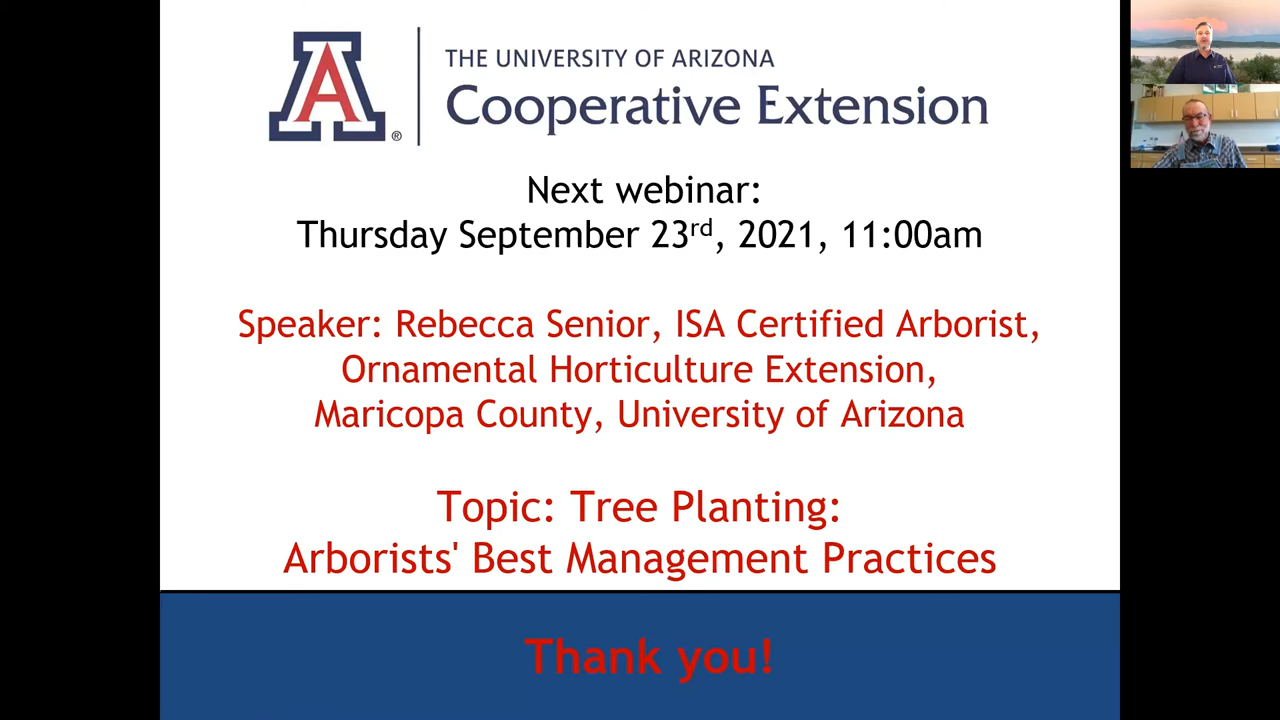 A ®
THE UNIVERSITY OF ARIZONA
Cooperative Extension
Next webinar:
Thursday September 23rd, 2021, 11:00am
Speaker: Rebecca Senior, ISA Certified Arborist,
Ornamental Horticulture Extension,
Maricopa County, University of Arizona
Topic: Tree Planting:
Arborists' Best Management Practices
Thank you!